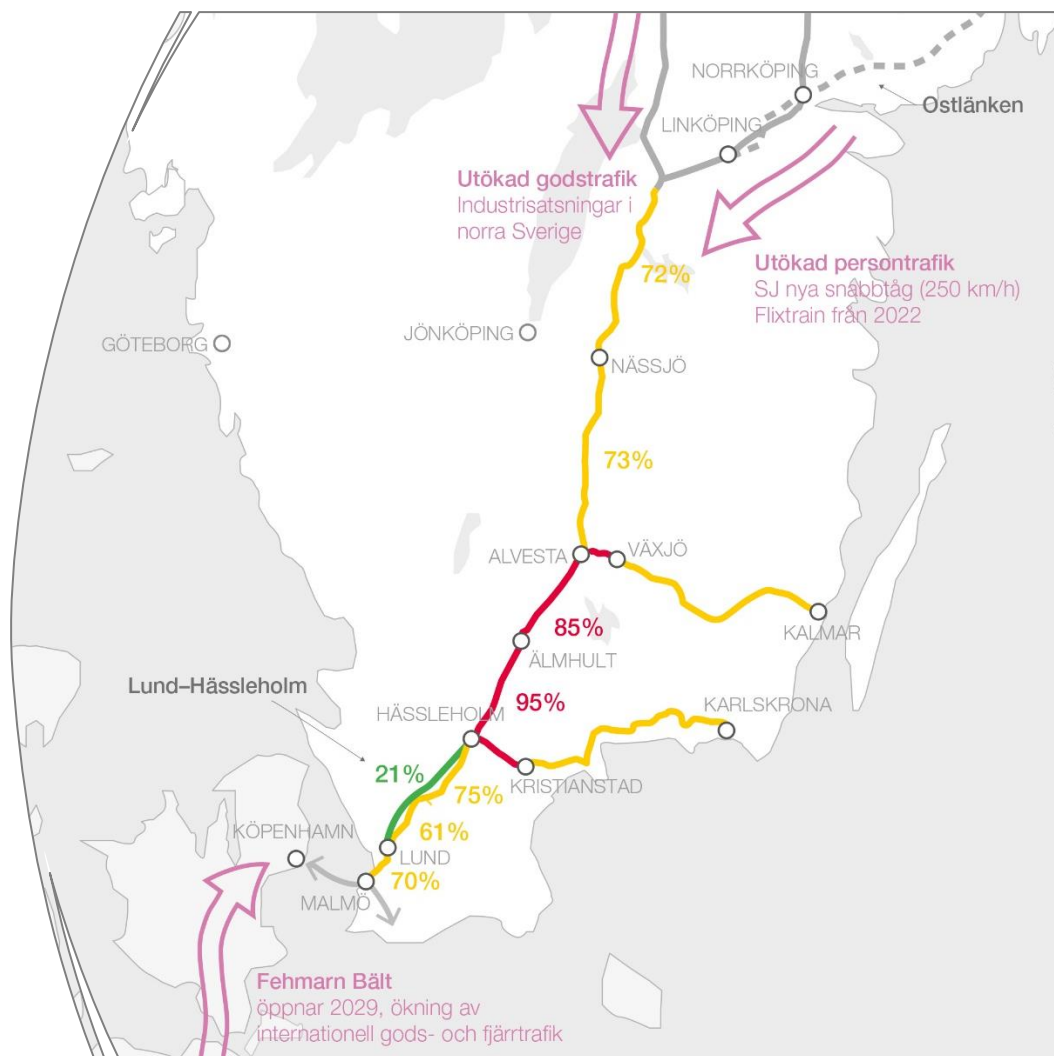 NORRKÖPING
Ostlänken
LINKÖPING
Utökad godstrafik
Industrisatsningar i
norra Sverige
Utökad persontrafik
SJ nya snabbtåg (250 km/h)
Flixtrain från 2022
72%
JÖNKÖPING
GÖTEBORG
NÄSSJÖ
73%
ALVESTA
VÄXJÖ
KALMAR
85%
ÄLMHULT
Lund–Hässleholm
95%
KARLSKRONA
HÄSSLEHOLM
21%
75%
KRISTIANSTAD
KÖPENHAMN
61%
LUND
70%
MALMÖ
Fehmarn Bält
öppnar 2029, ökning av
internationell gods- och fjärrtrafik